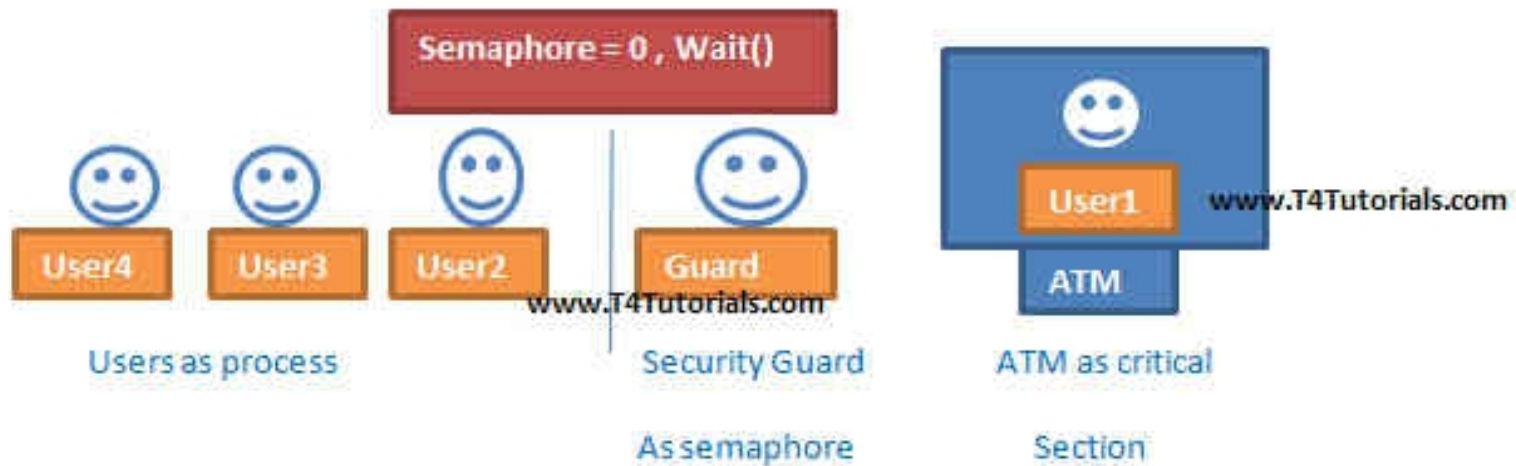 Semaphore = 0 , Wait()
User4
User3
User2
Guard
User1
www.T4Tutorials.com
ATM
www.T4Tutorials.com
Users as process
Security Guard
As semaphore
ATM as critical
Section